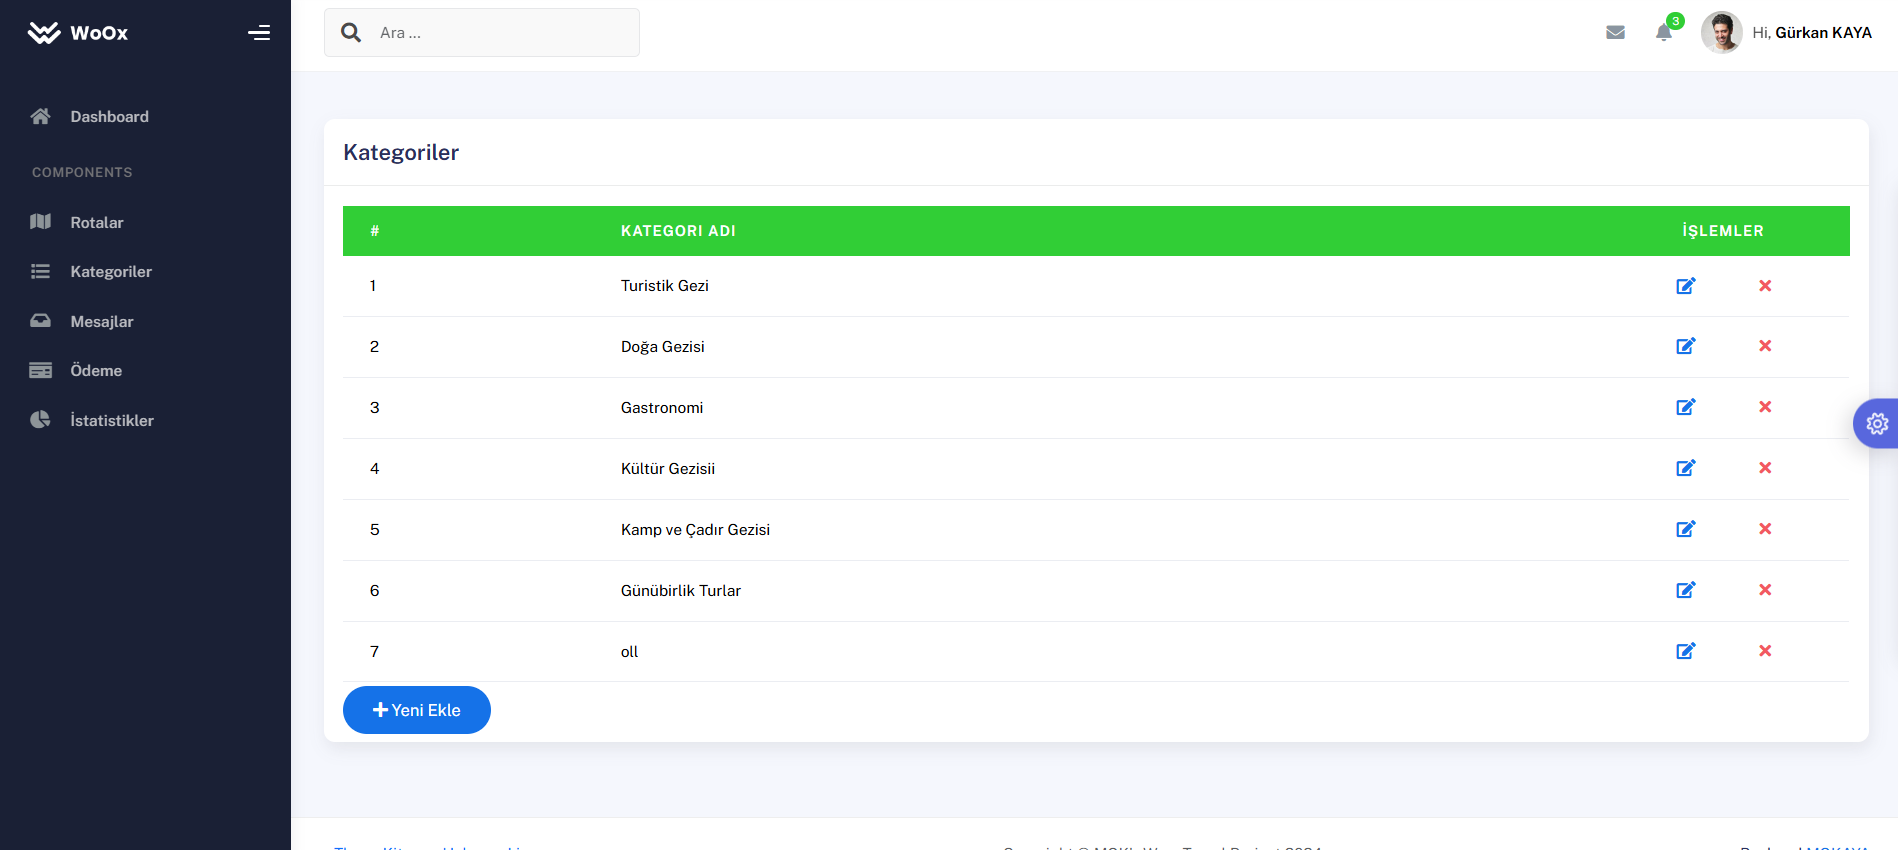 WoOx
Ara ...
3
Hi, Gürkan KAYA
Dashboard
COMPONENTS
Rotalar
Kategoriler
Mesajlar
Ödeme
İstatistikler
Kategoriler
# KATEGORI ADI İŞLEMLER
1 Turistik Gezi
2 Doğa Gezisi
3 Gastronomi
4 Kültür Gezisii
5 Kamp ve Çadır Gezisi
6 Günübirlik Turlar
7 oll
Yeni Ekle